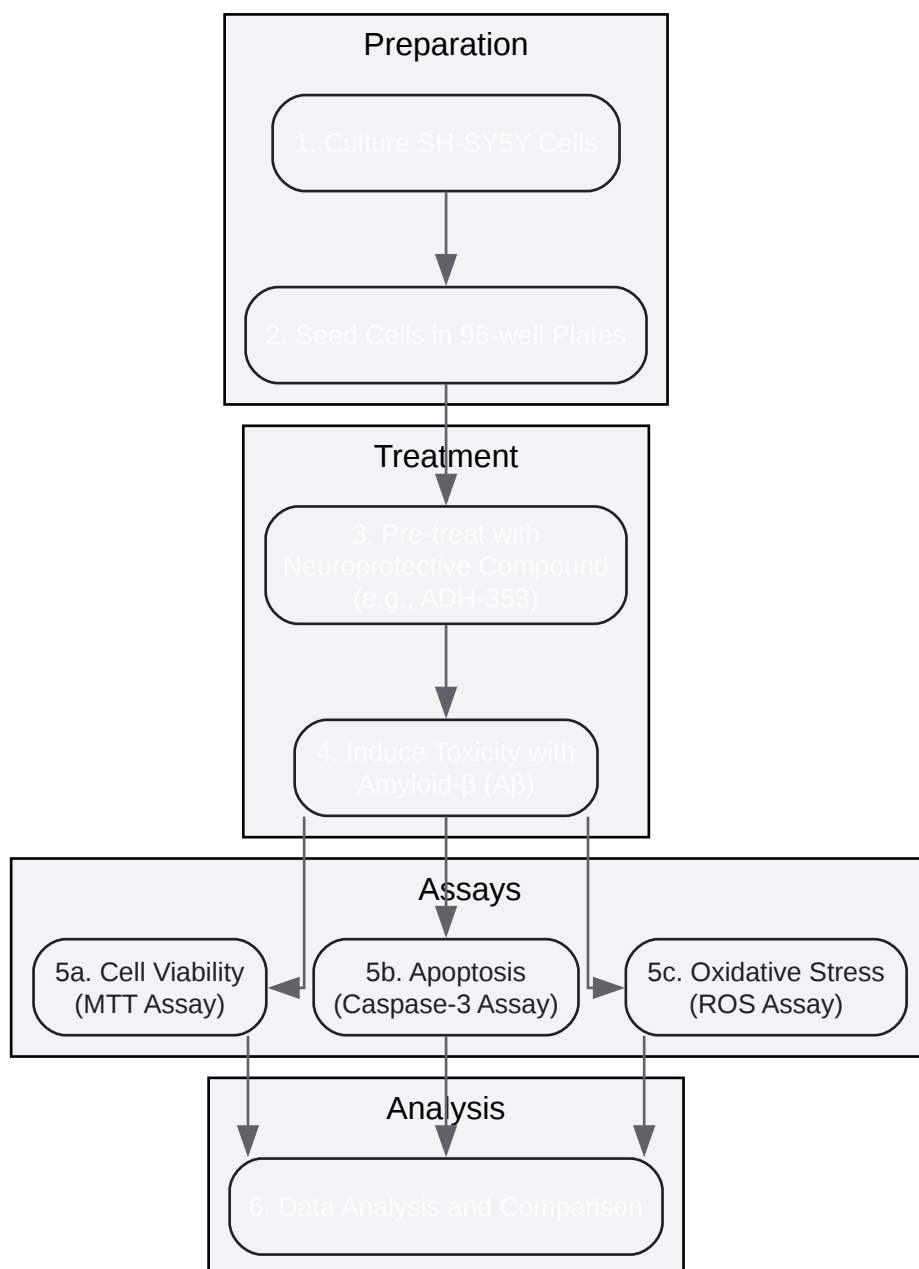 Preparation
1. Culture SH-SY5Y Cells
2. Seed Cells in 96-well Plates
Treatment
3. Pre-treat with
Neuroprotective Compound
(e.g., ADH-353)
4. Induce Toxicity with
Amyloid-β (Aβ)
Assays
5a. Cell Viability
(MTT Assay)
5b. Apoptosis
(Caspase-3 Assay)
5c. Oxidative Stress
(ROS Assay)
Analysis
6. Data Analysis and Comparison